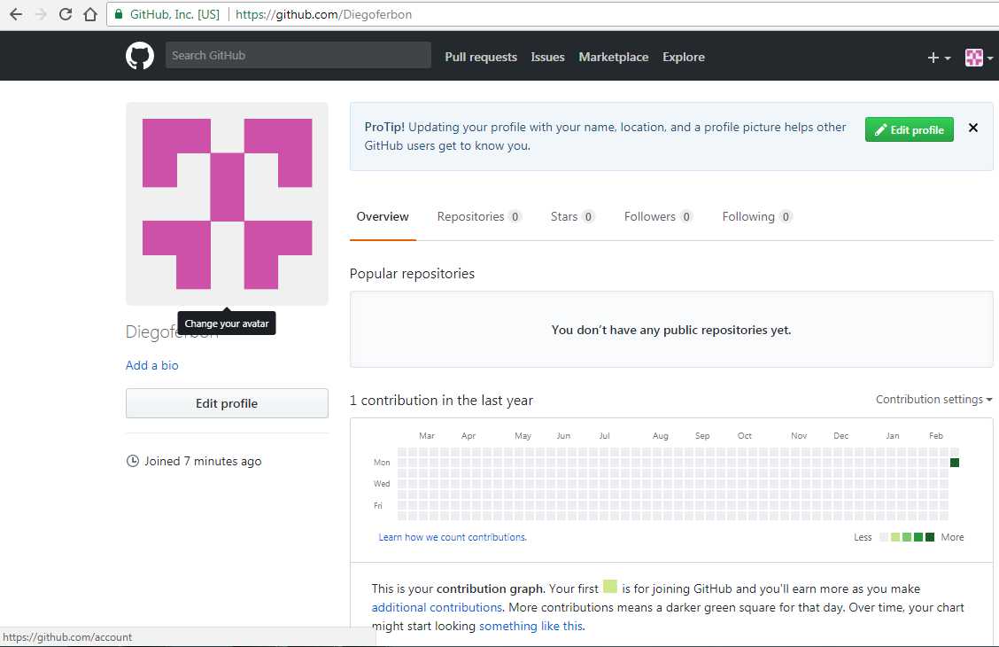 GitHub, Inc. [US] https://github.com/Diegoferbon
Search GitHub
Pull requests Issues Marketplace Explore
ProTip! Updating your profile with your name, location, and a profile picture helps other
GitHub users get to know you.
Edit profile
Overview Repositories 0 Stars 0 Followers 0 Following 0
Change your avatar
Diegoferbon
Add a bio
Edit profile
Joined 7 minutes ago
Popular repositories
You don’t have any public repositories yet.
1 contribution in the last year
Contribution settings
Mar Apr May Jun Jul Aug Sep Oct Nov Dec Jan Feb
Mon
Wed
Fri
Learn how we count contributions.
Less More
This is your contribution graph. Your first is for joining GitHub and you'll earn more as you make
additional contributions. More contributions means a darker green square for that day. Over time, your chart
might start looking something like this.
https://github.com/account